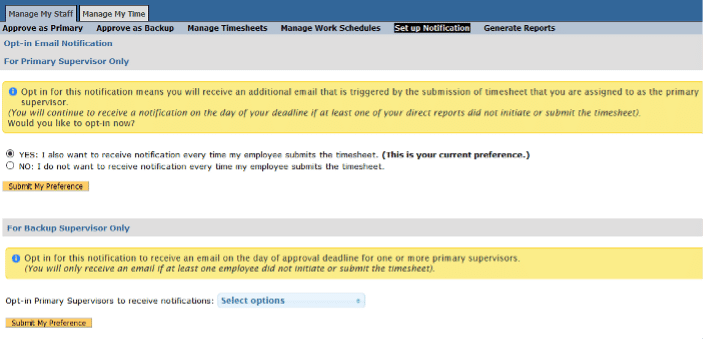 Manage My Staff Manage My Time
Approve as Primary Approve as Backup Manage Timesheets Manage Work Schedules Set up Notification Generate Reports
Opt-in Email Notification
For Primary Supervisor Only
Opt in for this notification means you will receive an additional email that is triggered by the submission of timesheet that you are assigned to as the primary
supervisor.
(You will continue to receive a notification on the day of your deadline if at least one of your direct reports did not initiate or submit the timesheet).
Would you like to opt-in now?
YES: I also want to receive notification every time my employee submits the timesheet. (This is your current preference.)
NO: I do not want to receive notification every time my employee submits the timesheet.
Submit My Preference
For Backup Supervisor Only
Opt in for this notification to receive an email on the day of approval deadline for one or more primary supervisors.
(You will only receive an email if at least one employee did not initiate or submit the timesheet).
Opt-in Primary Supervisors to receive notifications: Select options
Submit My Preference